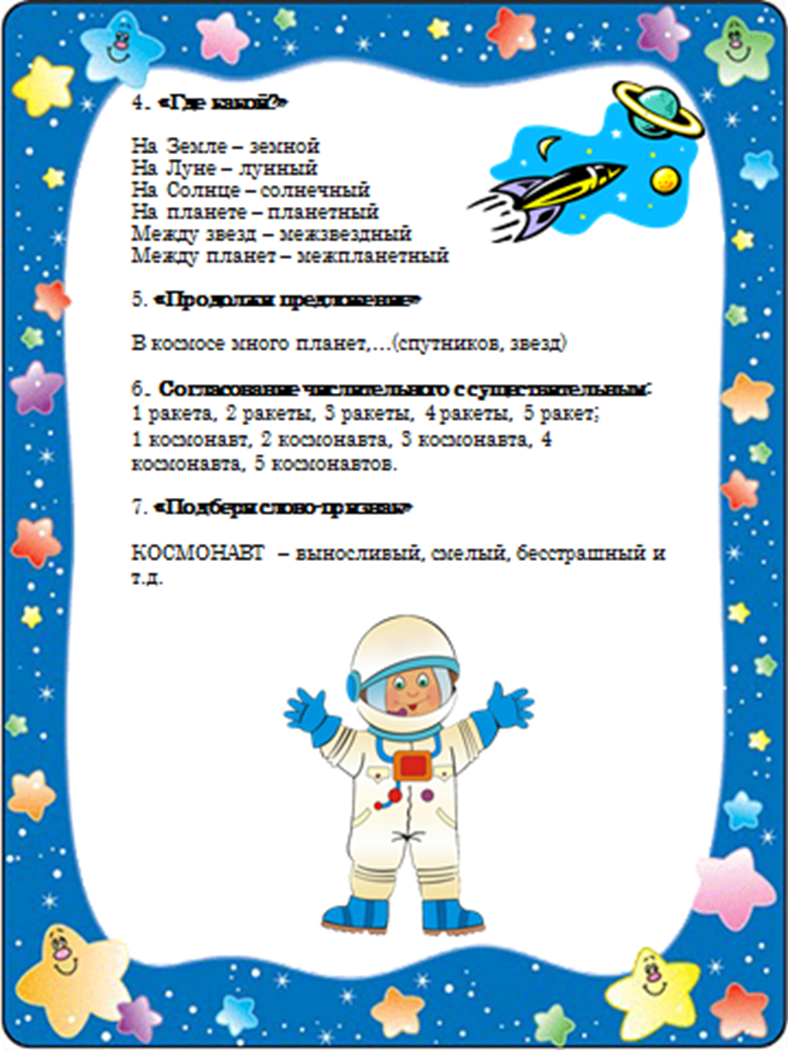 4. «Где какой?»
На Земле – земной
На Луне – лунный
На Солнце – солнечный
На планете – планетный
Между звезд – межзвездный
Между планет – межпланетный
5. «Продолжи предложение»
В космосе много планет,...(спутников, звезд)
6. Согласование числительного с существительным:
1 ракета, 2 ракеты, 3 ракеты, 4 ракеты, 5 ракет;
1 космонавт, 2 космонавта, 3 космонавта, 4
космонавта, 5 космонавтов.
7. «Подбери слово-признак»
КОСМОНАВТ – выносливый, смелый, бесстрашный и
т.д.